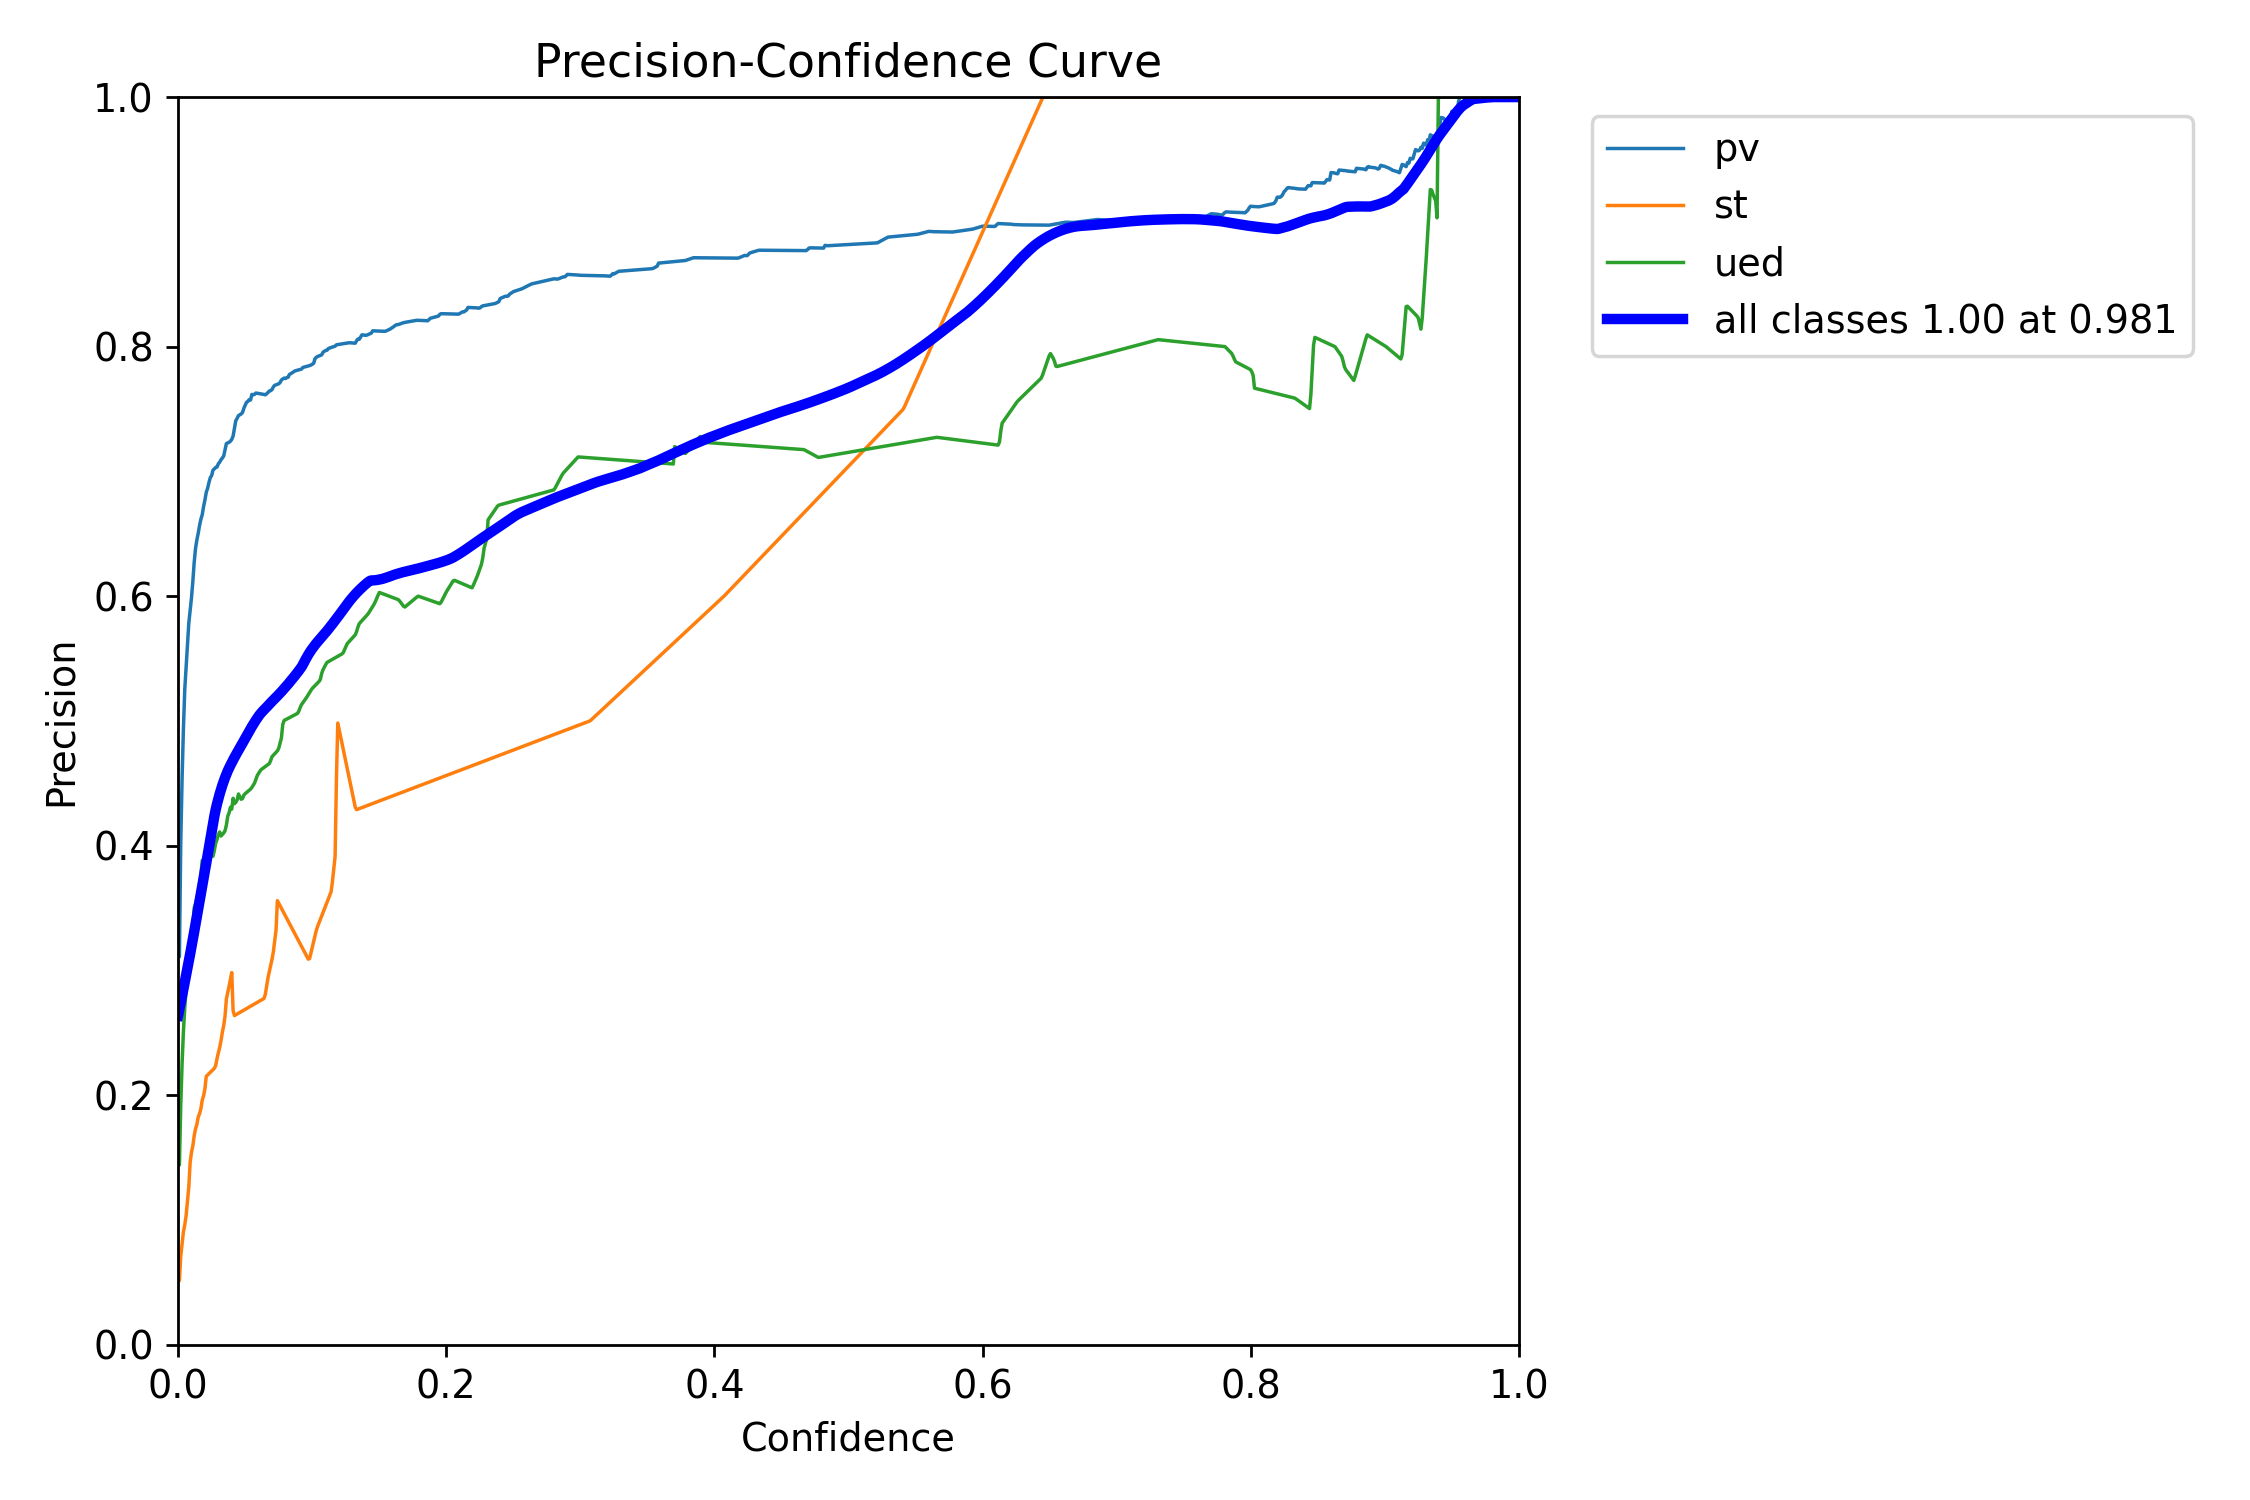 Precision-Confidence Curve
1.0
0.8
0.6
0.4
0.2
0.0
Precision
0.0 0.2 0.4 0.6 0.8 1.0
Confidence
pv
st
ued
all classes 1.00 at 0.981